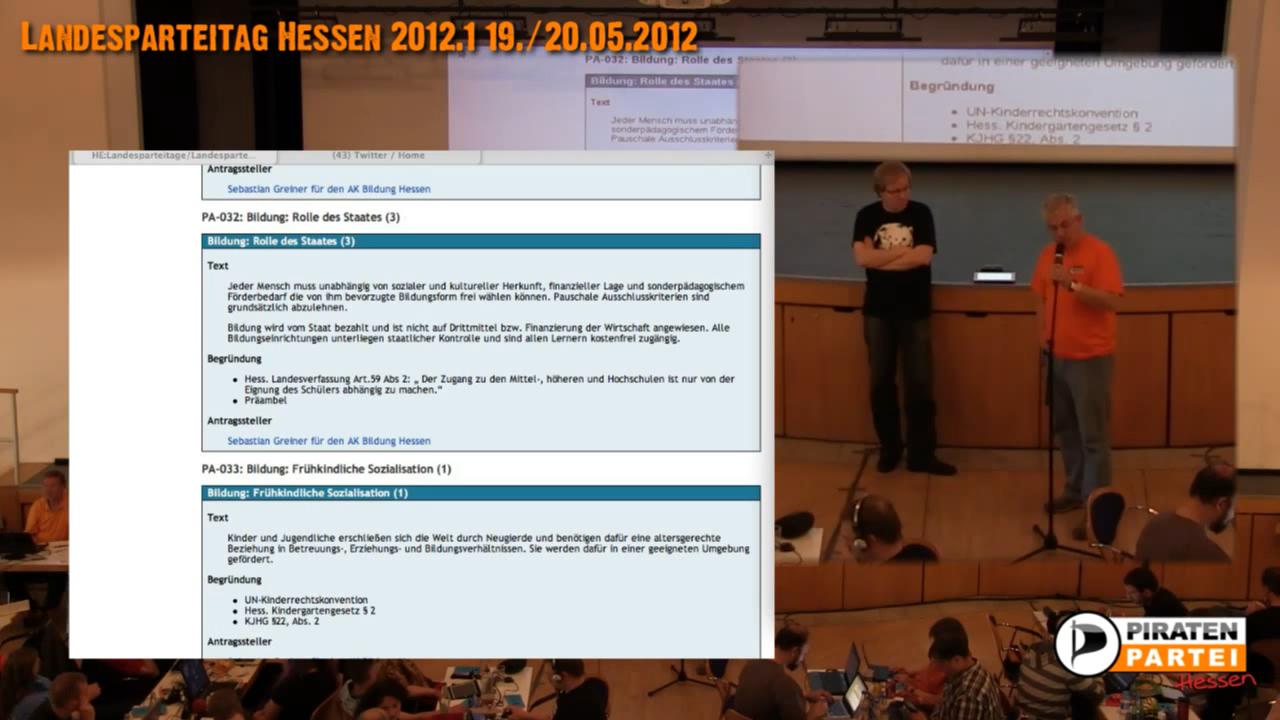 Landesparteitag Hessen 2012.1 19./20.05.2012
PA-032: Bildung: Rolle des
Bildung: Rolle des Staates
Text
Jeder Mensch muss
sonderpädagogischem
Pauschale Ausschlusskriterien
dafür in einer geeigneten Umgebung gefördert
Begründung
UN-Kinderrechtskonvention
Hess. Kindergartengesetz § 2
KJHG §22, Abs. 2
HE:Landesparteitage/Landesparte...
(43) Twitter / Home
+
Antragssteller
Sebastian Greiner für den AK Bildung Hessen
PA-032: Bildung: Rolle des Staates (3)
Bildung: Rolle des Staates (3)
Text
Jeder Mensch muss unabhängig von sozialer und kultureller Herkunft, finanzieller Lage und sonderpädagogischem
Förderbedarf die von ihm bevorzugte Bildungsform frei wählen können. Pauschale Ausschlusskriterien sind
grundsätzlich abzulehnen.
Bildung wird vom Staat bezahlt und ist nicht auf Drittmittel bzw. Finanzierung der Wirtschaft angewiesen. Alle
Bildungseinrichtungen unterliegen staatlicher Kontrolle und sind allen Lernern kostenfrei zugängig.
Begründung
• Hess. Landesverfassung Art.59 Abs 2: „ Der Zugang zu den Mittel-, höheren und Hochschulen ist nur von der
Eignung des Schülers abhängig zu machen.“
• Präambel
Antragssteller
Sebastian Greiner für den AK Bildung Hessen
PA-033: Bildung: Frühkindliche Sozialisation (1)
Bildung: Frühkindliche Sozialisation (1)
Text
Kinder und Jugendliche erschließen sich die Welt durch Neugierde und benötigen dafür eine altersgerechte
Beziehung in Betreuungs-, Erziehungs- und Bildungsverhältnissen. Sie werden dafür in einer geeigneten Umgebung
gefördert.
Begründung
• UN-Kinderrechtskonvention
• Hess. Kindergartengesetz § 2
• KJHG §22, Abs. 2
Antragssteller
PIRATEN
PARTEI
Hessen